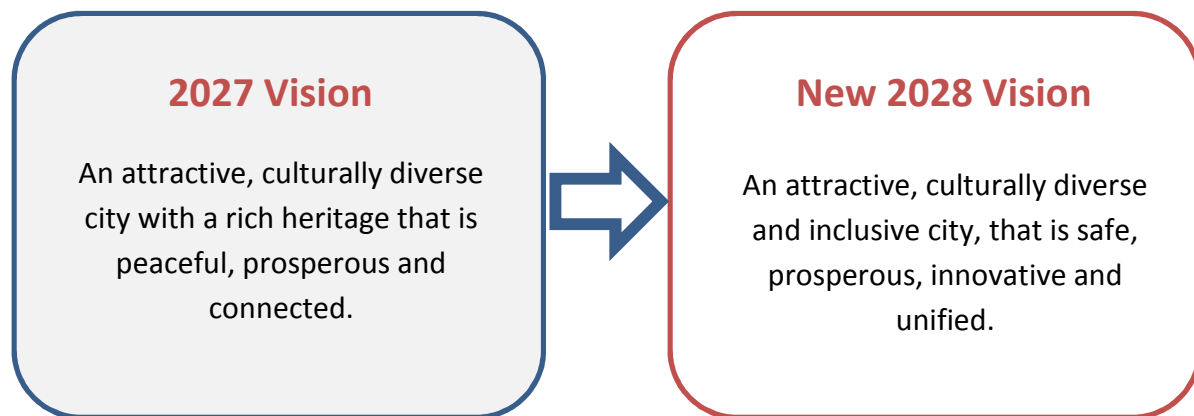 2027 Vision
An attractive, culturally diverse
city with a rich heritage that is
peaceful, prosperous and
connected.
New 2028 Vision
An attractive, culturally diverse
and inclusive city, that is safe,
prosperous, innovative and
unified.